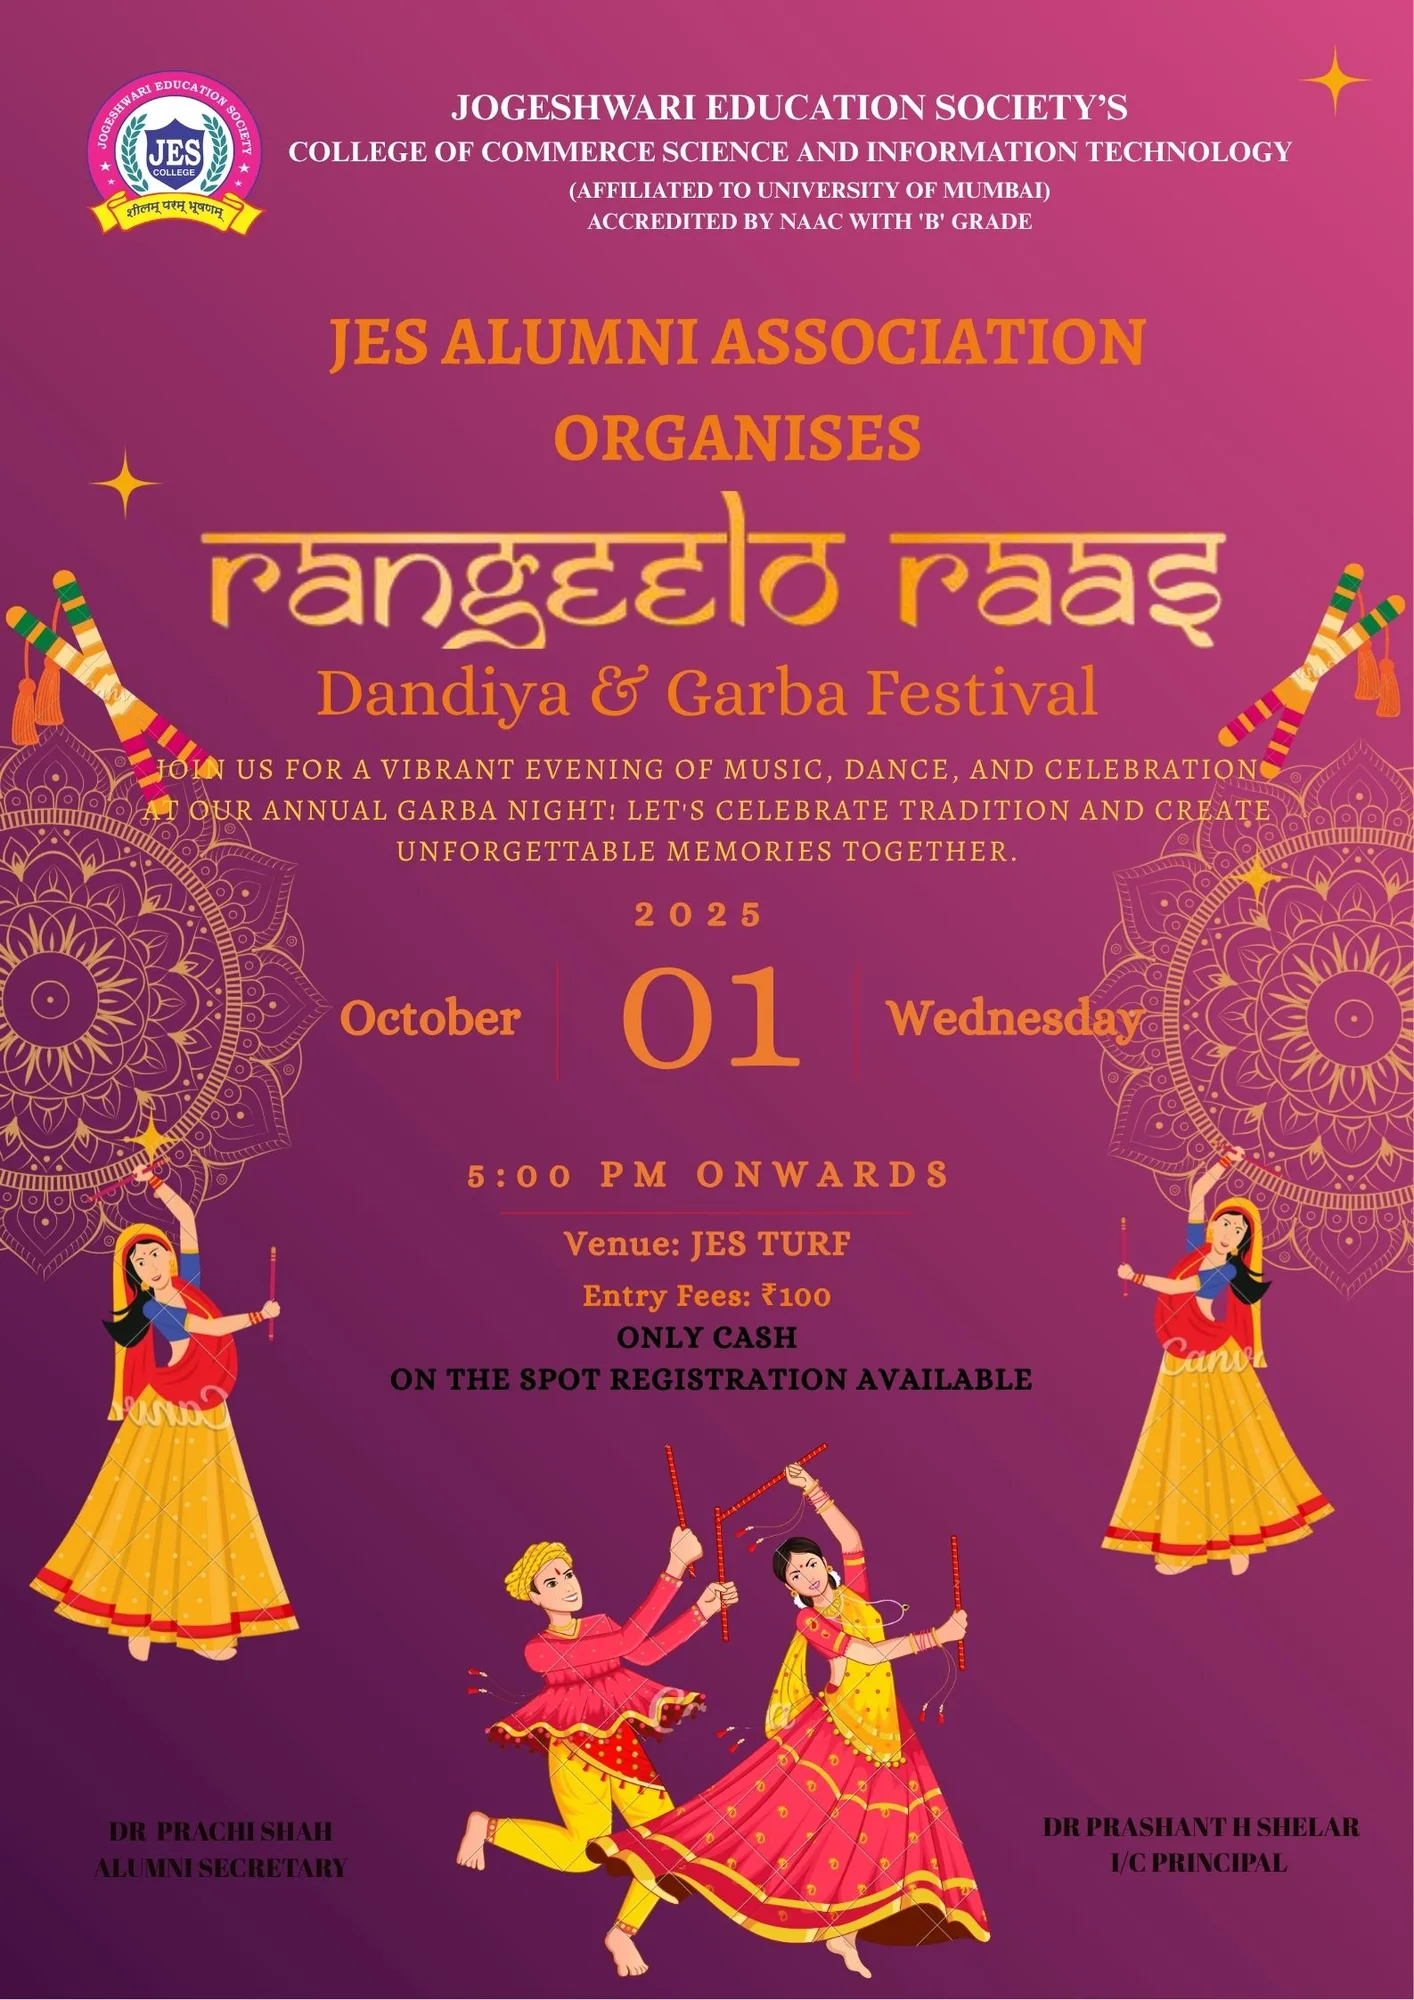 JOGESHWARI EDUCATION SOCIETY
JES
COLLEGE
शीलम् परम् भूषणम्
JOGESHWARI EDUCATION SOCIETY’S
COLLEGE OF COMMERCE SCIENCE AND INFORMATION TECHNOLOGY
(AFFILIATED TO UNIVERSITY OF MUMBAI)
ACCREDITED BY NAAC WITH 'B' GRADE
JES ALUMNI ASSOCIATION
ORGANISES
rangeelo raas
Dandiya & Garba Festival
JOIN US FOR A VIBRANT EVENING OF MUSIC, DANCE, AND CELEBRATION
AT OUR ANNUAL GARBA NIGHT! LET'S CELEBRATE TRADITION AND CREATE
UNFORGETTABLE MEMORIES TOGETHER.
2025
October 01 Wednesday
5:00 PM ONWARDS
Venue: JES TURF
Entry Fees: ₹100
ONLY CASH
ON THE SPOT REGISTRATION AVAILABLE
Canva
Canva
DR PRACHI SHAH
ALUMNI SECRETARY
DR PRASHANT H SHELAR
I/C PRINCIPAL